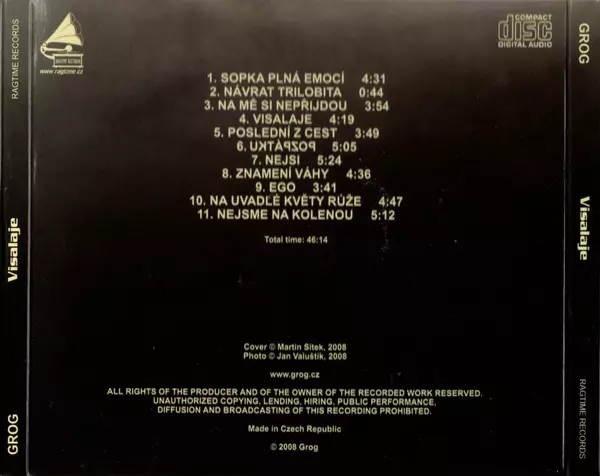 RAGTIME RECORDS
Visalaje
GROG
RAGTIME RECORDS
www.ragtime.cz
COMPACT
disc
DIGITAL AUDIO
1. SOPKA PLNÁ EMOCÍ 4:31
2. NÁVRAT TRILOBITA 0:44
3. NA MĚ SI NEPŘIJDOU 3:54
4. VISALAJE 4:19
5. POSLEDNÍ Z CEST 3:49
6. UKTÁPZOP 5:05
7. NEJSI 5:24
8. ZNAMENÍ VÁHY 4:36
9. EGO 3:41
10. NA UVADLÉ KVĚTY RŮŽE 4:47
11. NEJSME NA KOLENOU 5:12
Total time: 46:14
Cover © Martin Sitek, 2008
Photo © Jan Valuštík, 2008
www.grog.cz
ALL RIGHTS OF THE PRODUCER AND OF THE OWNER OF THE RECORDED WORK RESERVED.
UNAUTHORIZED COPYING, LENDING, HIRING, PUBLIC PERFORMANCE,
DIFFUSION AND BROADCASTING OF THIS RECORDING PROHIBITED.
Made in Czech Republic
© 2008 Grog
GROG
Visalaje
RAGTIME RECORDS